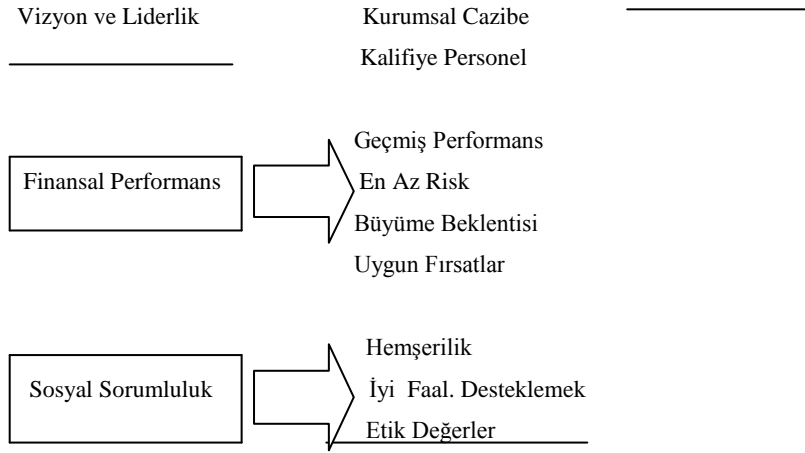 Vizyon ve Liderlik Kurumsal Cazibe
Kalifiye Personel
Finansal Performans
Geçmiş Performans
En Az Risk
Büyüme Beklentisi
Uygun Fırsatlar
Sosyal Sorumluluk
Hemşerilik
İyi Faal. Desteklemek
Etik Değerler